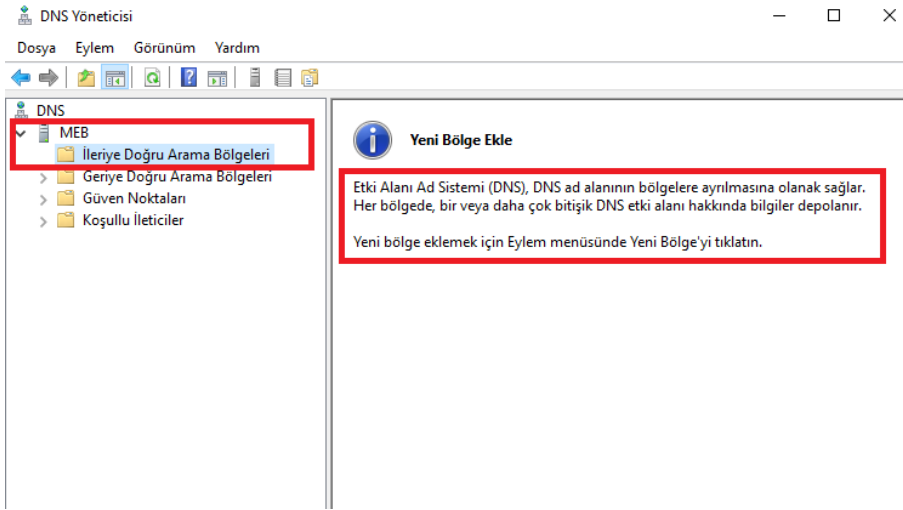 DNS Yöneticisi
Dosya Eylem Görünüm Yardım
DNS
MEB
İleriye Doğru Arama Bölgeleri
Geriye Doğru Arama Bölgeleri
Güven Noktaları
Koşullu İleticiler
Yeni Bölge Ekle
Etki Alanı Ad Sistemi (DNS), DNS ad alanının bölgelere ayrılmasına olanak sağlar.
Her bölgede, bir veya daha çok bitişik DNS etki alanı hakkında bilgiler depolanır.
Yeni bölge eklemek için Eylem menüsünde Yeni Bölge'yi tıklatın.